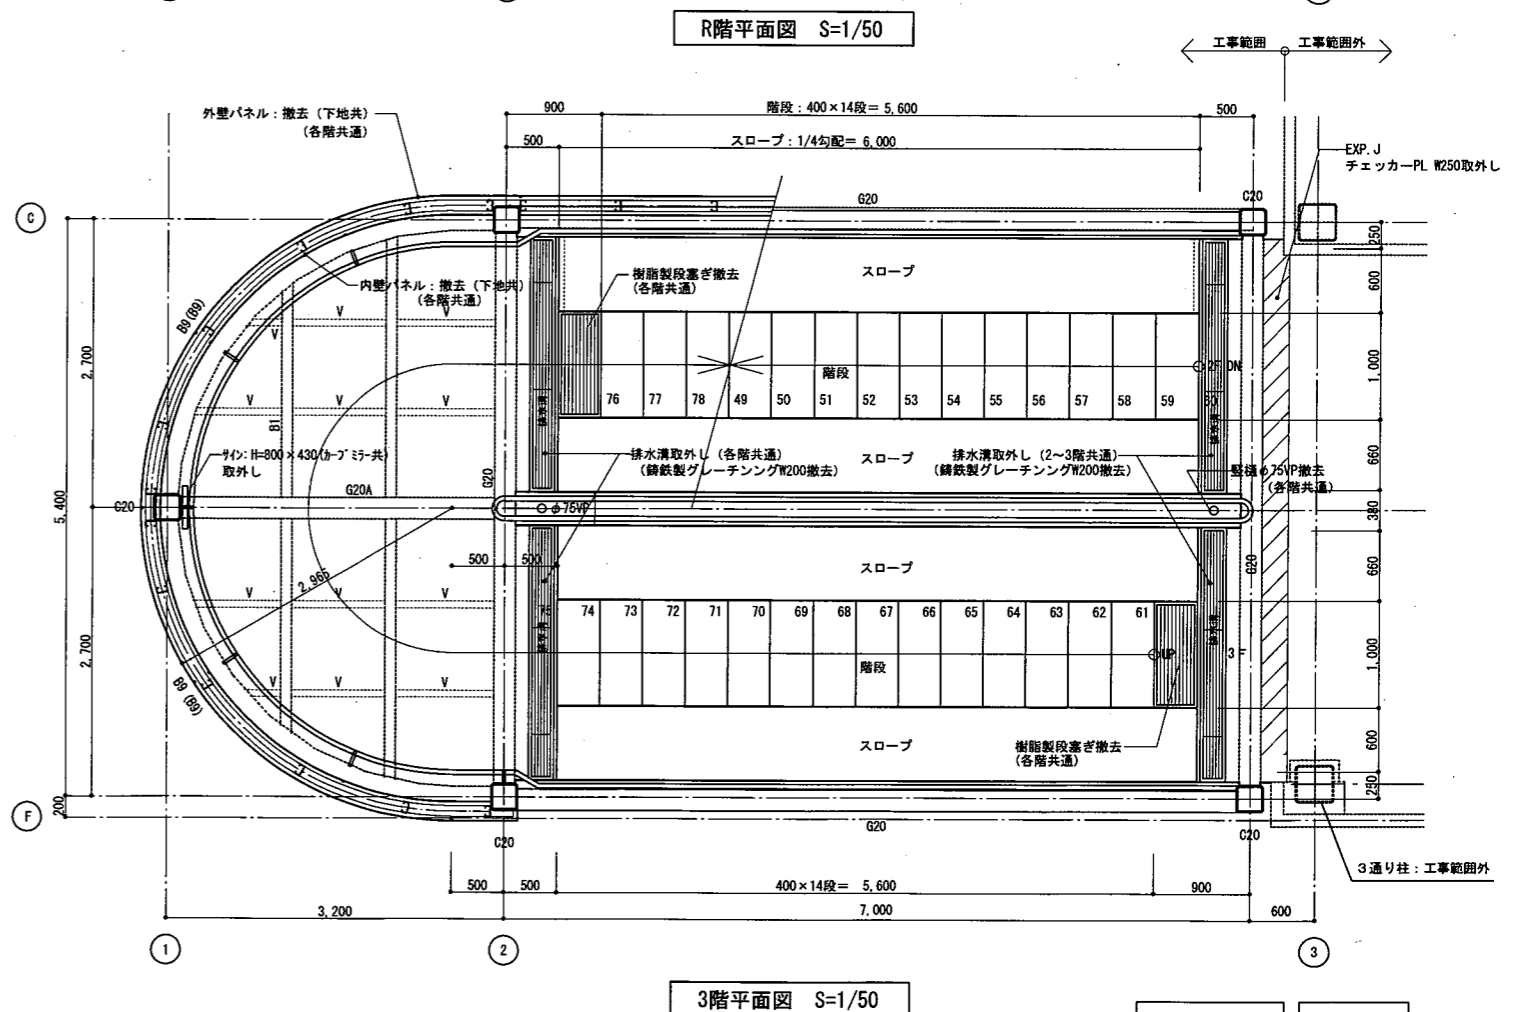 R階平面図 S=1/50
工事範囲
工事範囲外
外壁パネル：撤去（下地共）
（各階共通）
900
階段：400×14段＝ 5,600
500
500
スロープ：1/4勾配＝ 6,000
EXP.J
チェッカーPL W250取外し
G20
C20
C
250
スロープ
樹脂製段塞ぎ撤去
（各階共通）
内壁パネル：撤去（下地共）
（各階共通）
600
B9(B9)
V
V
V
2,700
階段
2F DN
1,000
76 77 78 49 50 51 52 53 54 55 56 57 58 59 60
V
V
B1
排水溝
排水溝
サイン：H=800×430（カーブミラー共）
取外し
排水溝取外し（各階共通）
（鋳鉄製グレーチンングW200撤去）
スロープ
排水溝取外し（2～3階共通）
（鋳鉄製グレーチンングW200撤去）
竪樋φ75VP撤去
（各階共通）
660
G20
G20A
5,400
C20
φ75VP
380
500
500
スロープ
G20
660
2,965
V
V
V
75 74 73 72 71 70 69 68 67 66 65 64 63 62 61
排水溝
排水溝
2,700
UP
3F
1,000
階段
V
V
V
B9(B9)
スロープ
樹脂製段塞ぎ撤去
（各階共通）
600
250
200
F
G20
C20
C20
3通り柱：工事範囲外
500
500
400×14段＝ 5,600
900
3,200
7,000
600
1
2
3
3階平面図 S=1/50